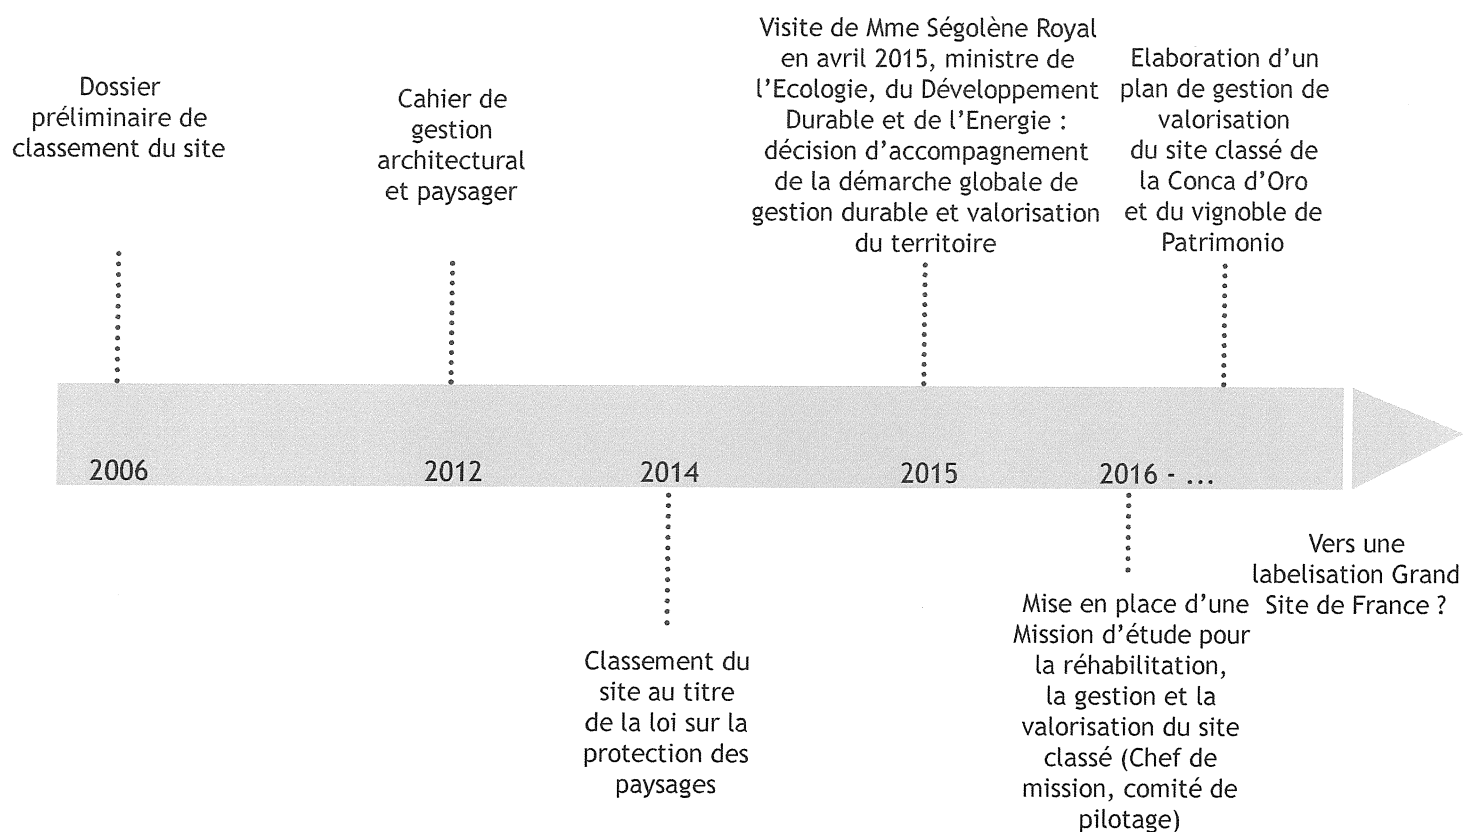 Dossier
préliminaire de
classement du site
Cahier de
gestion
architectural
et paysager
Visite de Mme Ségolène Royal
en avril 2015, ministre de
l'Ecologie, du Développement
Durable et de l'Energie :
décision d'accompagnement
de la démarche globale de
gestion durable et valorisation
du territoire
Elaboration d'un
plan de gestion de
valorisation
du site classé de
la Conca d'Oro
et du vignoble de
Patrimonio
2006
2012
2014
2015
2016 - ...
Classement du
site au titre
de la loi sur la
protection des
paysages
Mise en place d'une
Mission d'étude pour
la réhabilitation,
la gestion et la
valorisation du site
classé (Chef de
mission, comité de
pilotage)
Vers une
labelisation Grand
Site de France ?